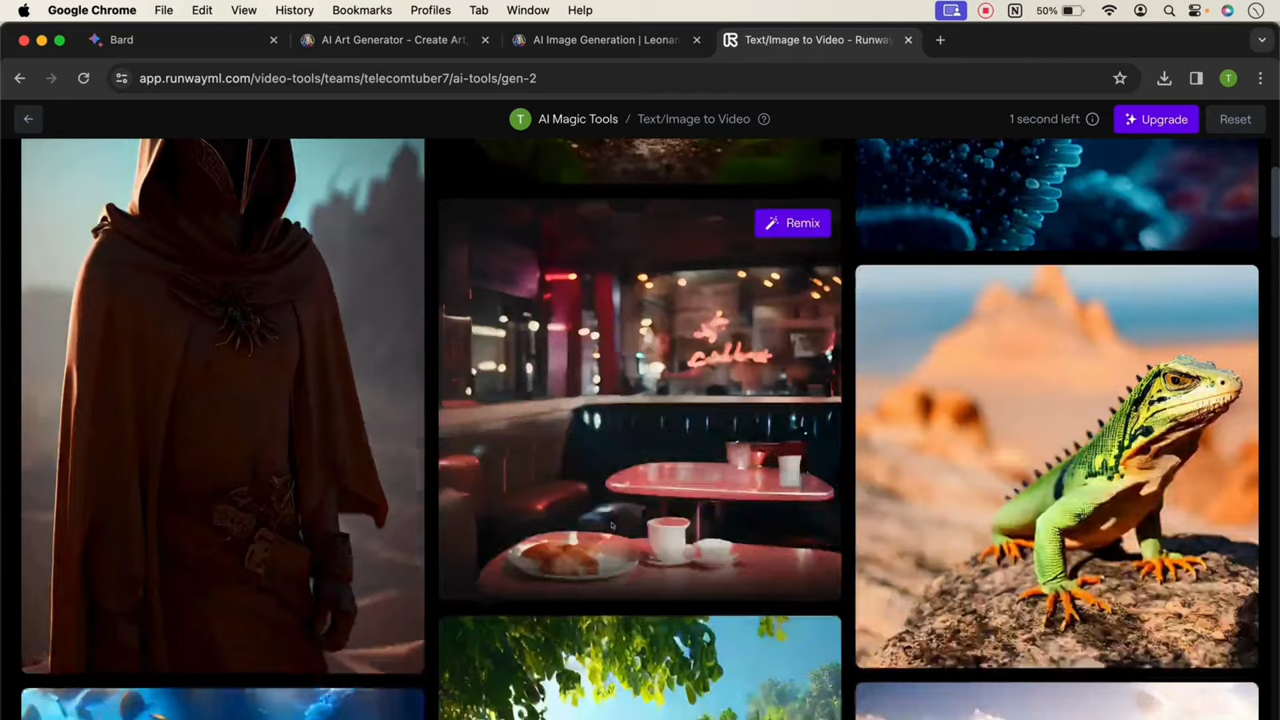 Google Chrome File Edit View History Bookmarks Profiles Tab Window Help 50%
Bard
AI Art Generator - Create Art,
AI Image Generation | Leonar
Text/Image to Video - Runwa
app.runwayml.com/video-tools/teams/telecomtuber7/ai-tools/gen-2
T
T AI Magic Tools / Text/Image to Video
1 second left
Upgrade
Reset
Remix